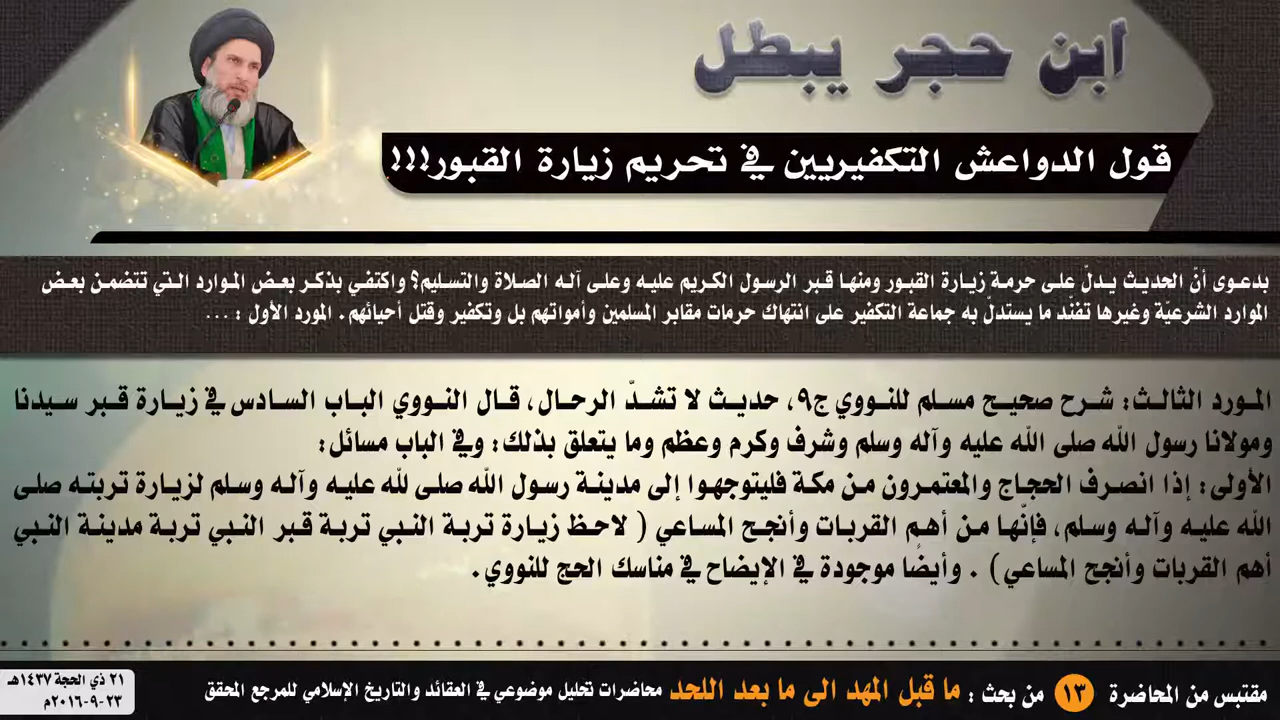 ابن حجر يبطل
قول الدواعش التكفيريين في تحريم زيارة القبور!!!
بدعوى أنّ الحديث يدلّ على حرمة زيارة القبور ومنها قبر الرسول الكريم عليه وعلى آله الصلاة والتسليم؟ واكتفي بذكر بعض الموارد التي تتضمن بعض
الموارد الشرعيّة وغيرها تفنّد ما يستدلّ به جماعة التكفير على انتهاك حرمات مقابر المسلمين وأمواتهم بل وتكفير وقتل أحيائهم. المورد الأول : ...
المورد الثالث: شرح صحيح مسلم للنووي ج٩، حديث لا تشدّ الرحال، قال النووي الباب السادس في زيارة قبر سيدنا
ومولانا رسول الله صلى الله عليه وآله وسلم وشرف وكرم وعظم وما يتعلق بذلك: وفي الباب مسائل:
الأولى: إذا انصرف الحجاج والمعتمرون من مكة فليتوجهوا إلى مدينة رسول الله صلى لله عليه وآله وسلم لزيارة تربته صلى
الله عليه وآله وسلم، فإنّها من أهم القربات وأنجح المساعي ( لاحظ زيارة تربة النبي تربة قبر النبي تربة مدينة النبي
أهم القربات وأنجح المساعي) . وأيضًا موجودة في الإيضاح في مناسك الحج للنووي.
مقتبس من المحاضرة ١٣ من بحث : ما قبل المهد الى ما بعد اللحد محاضرات تحليل موضوعي في العقائد والتاريخ الإسلامي للمرجع المحقق
٢١ ذي الحجة ١٤٣٧هـ
٢٣-٩-٢٠١٦م